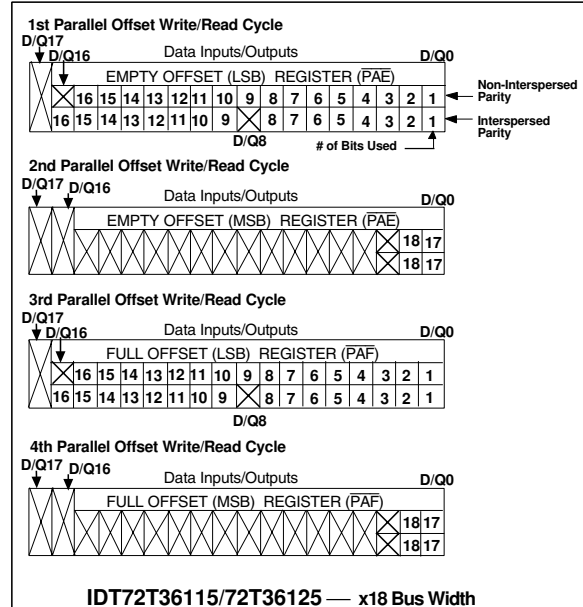 1st Parallel Offset Write/Read Cycle
D/Q17
D/Q16
Data Inputs/Outputs
D/Q0
EMPTY OFFSET (LSB) REGISTER (PAE)
16 15 14 13 12 11 10 9 8 7 6 5 4 3 2 1
Non-Interspersed
Parity
16 15 14 13 12 11 10 9 8 7 6 5 4 3 2 1
Interspersed
Parity
D/Q8
# of Bits Used
2nd Parallel Offset Write/Read Cycle
D/Q17
D/Q16
Data Inputs/Outputs
D/Q0
EMPTY OFFSET (MSB) REGISTER (PAE)
18 17
18 17
3rd Parallel Offset Write/Read Cycle
D/Q17
D/Q16
Data Inputs/Outputs
D/Q0
FULL OFFSET (LSB) REGISTER (PAF)
16 15 14 13 12 11 10 9 8 7 6 5 4 3 2 1
16 15 14 13 12 11 10 9 8 7 6 5 4 3 2 1
D/Q8
4th Parallel Offset Write/Read Cycle
D/Q17
D/Q16
Data Inputs/Outputs
D/Q0
FULL OFFSET (MSB) REGISTER (PAF)
18 17
18 17
IDT72T36115/72T36125 — x18 Bus Width